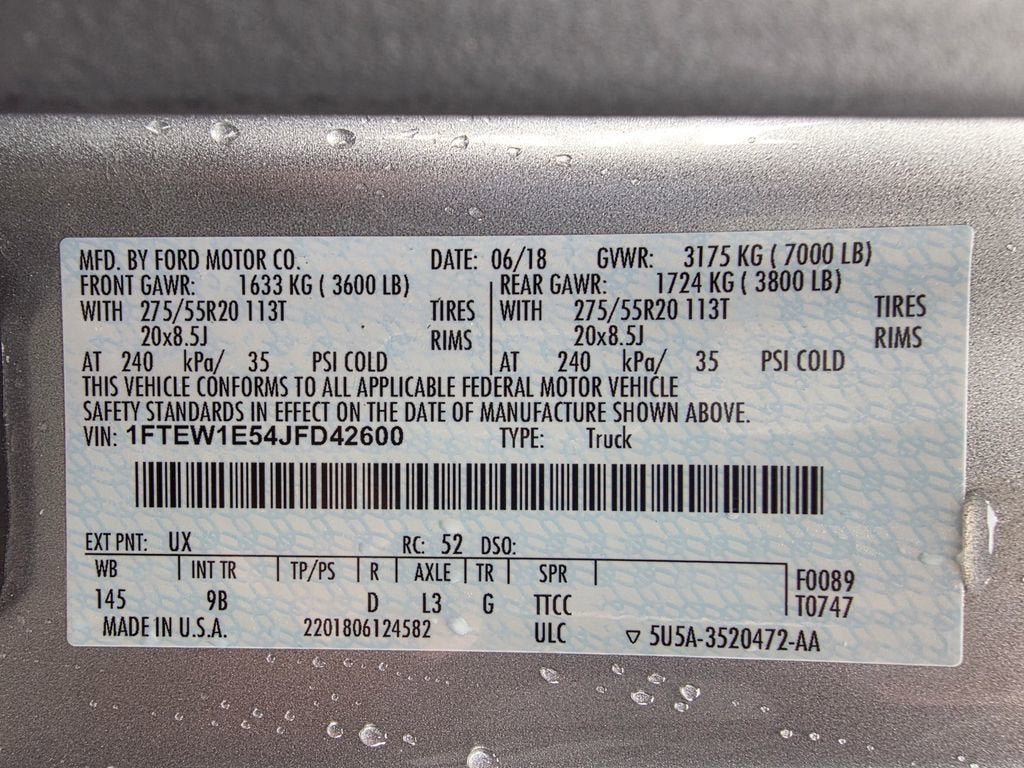 MFD. BY FORD MOTOR CO. DATE: 06/18 GVWR: 3175 KG ( 7000 LB)
FRONT GAWR: 1633 KG ( 3600 LB) REAR GAWR: 1724 KG ( 3800 LB)
WITH 275/55R20 113T TIRES WITH 275/55R20 113T TIRES
20x8.5J RIMS 20x8.5J RIMS
AT 240 kPa/ 35 PSI COLD AT 240 kPa/ 35 PSI COLD
THIS VEHICLE CONFORMS TO ALL APPLICABLE FEDERAL MOTOR VEHICLE
SAFETY STANDARDS IN EFFECT ON THE DATE OF MANUFACTURE SHOWN ABOVE.
VIN: 1FTEW1E54JFD42600 TYPE: Truck
EXT PNT: UX RC: 52 DSO:
WB INT TR TP/PS R AXLE TR SPR F0089
145 9B D L3 G TTCC T0747
MADE IN U.S.A. 2201806124582 ULC ▽ 5U5A-3520472-AA